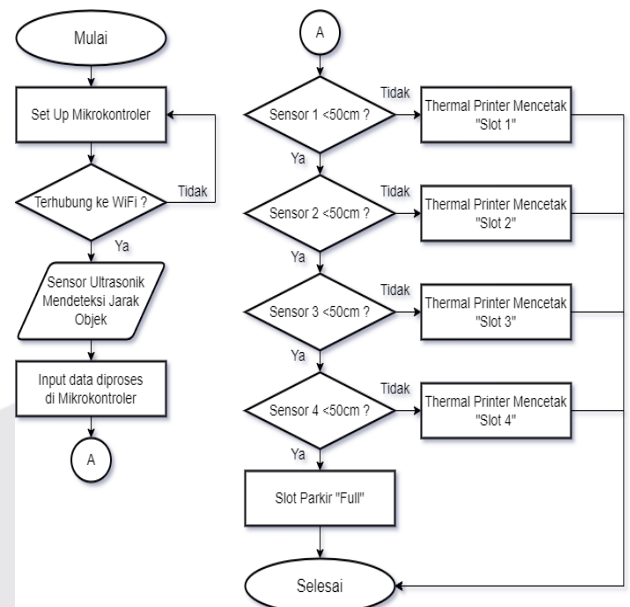 Mulai
Set Up Mikrokontroler
Terhubung ke WiFi ?
Tidak
Ya
Sensor Ultrasonik
Mendeteksi Jarak
Objek
Input data diproses
di Mikrokontroler
A
A
Sensor 1 <50cm ?
Tidak
Thermal Printer Mencetak
"Slot 1"
Ya
Sensor 2 <50cm ?
Tidak
Thermal Printer Mencetak
"Slot 2"
Ya
Sensor 3 <50cm ?
Tidak
Thermal Printer Mencetak
"Slot 3"
Ya
Sensor 4 <50cm ?
Tidak
Thermal Printer Mencetak
"Slot 4"
Ya
Slot Parkir "Full"
Selesai